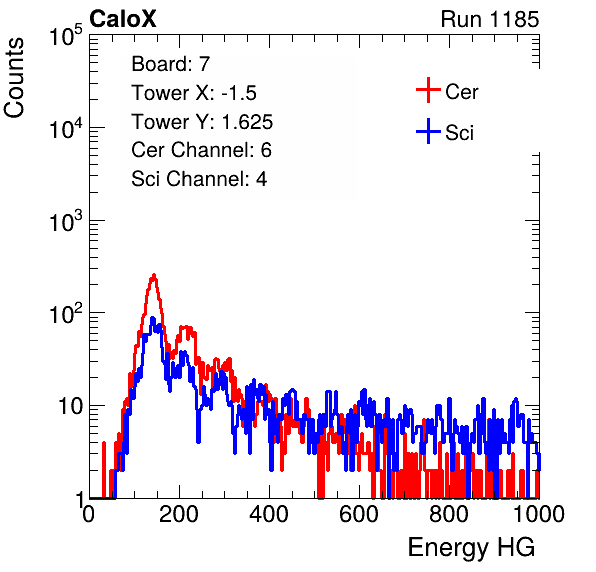 CaloX
Run 1185
Counts
10^5
10^4
10^3
10^2
10
1
Board: 7
Tower X: -1.5
Tower Y: 1.625
Cer Channel: 6
Sci Channel: 4
Cer
Sci
0 200 400 600 800 1000
Energy HG